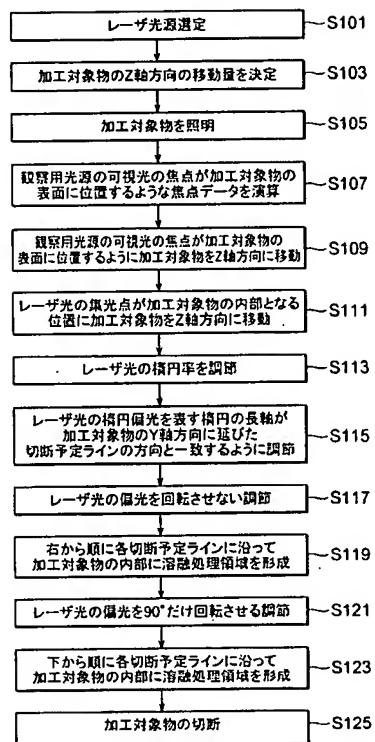 レーザ光源選定
S101
加工対象物のZ軸方向の移動量を決定
S103
加工対象物を照明
S105
観察用光源の可視光の焦点が加工対象物の
表面に位置するような焦点データを演算
S107
観察用光源の可視光の焦点が加工対象物の
表面に位置するように加工対象物をZ軸方向に移動
S109
レーザ光の集光点が加工対象物の内部となる
位置に加工対象物をZ軸方向に移動
S111
レーザ光の楕円率を調節
S113
レーザ光の楕円偏光を表す楕円の長軸が
加工対象物のY軸方向に延びた
切断予定ラインの方向と一致するように調節
S115
レーザ光の偏光を回転させない調節
S117
右から順に各切断予定ラインに沿って
加工対象物の内部に溶融処理領域を形成
S119
レーザ光の偏光を90°だけ回転させる調節
S121
下から順に各切断予定ラインに沿って
加工対象物の内部に溶融処理領域を形成
S123
加工対象物の切断
S125